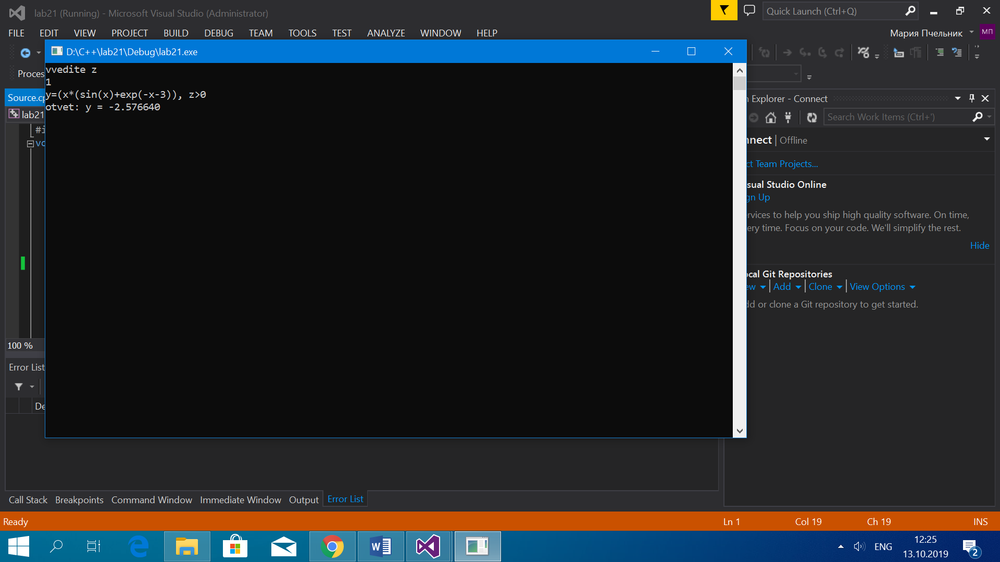 lab21 (Running) - Microsoft Visual Studio (Administrator)
Quick Launch (Ctrl+Q)
FILE EDIT VIEW PROJECT BUILD DEBUG TEAM TOOLS TEST ANALYZE WINDOW HELP
Мария Пчельник МП
D:\C++\lab21\Debug\lab21.exe
vvedite z
1
y=(x*(sin(x)+exp(-x-3)), z>0
otvet: y = -2.576640
Proces
Source.cp
lab21
#i
vo
100 %
Error List
De
Explorer - Connect
Search Work Items (Ctrl+')
nnect | Offline
ct Team Projects...
sual Studio Online
gn Up
rvices to help you ship high quality software. On time,
ery time. Focus on your code. We'll simplify the rest.
Hide
ocal Git Repositories
ew Add Clone View Options
dd or clone a Git repository to get started.
Call Stack Breakpoints Command Window Immediate Window Output Error List
Ready Ln 1 Col 19 Ch 19 INS
ENG
12:25
13.10.2019
2